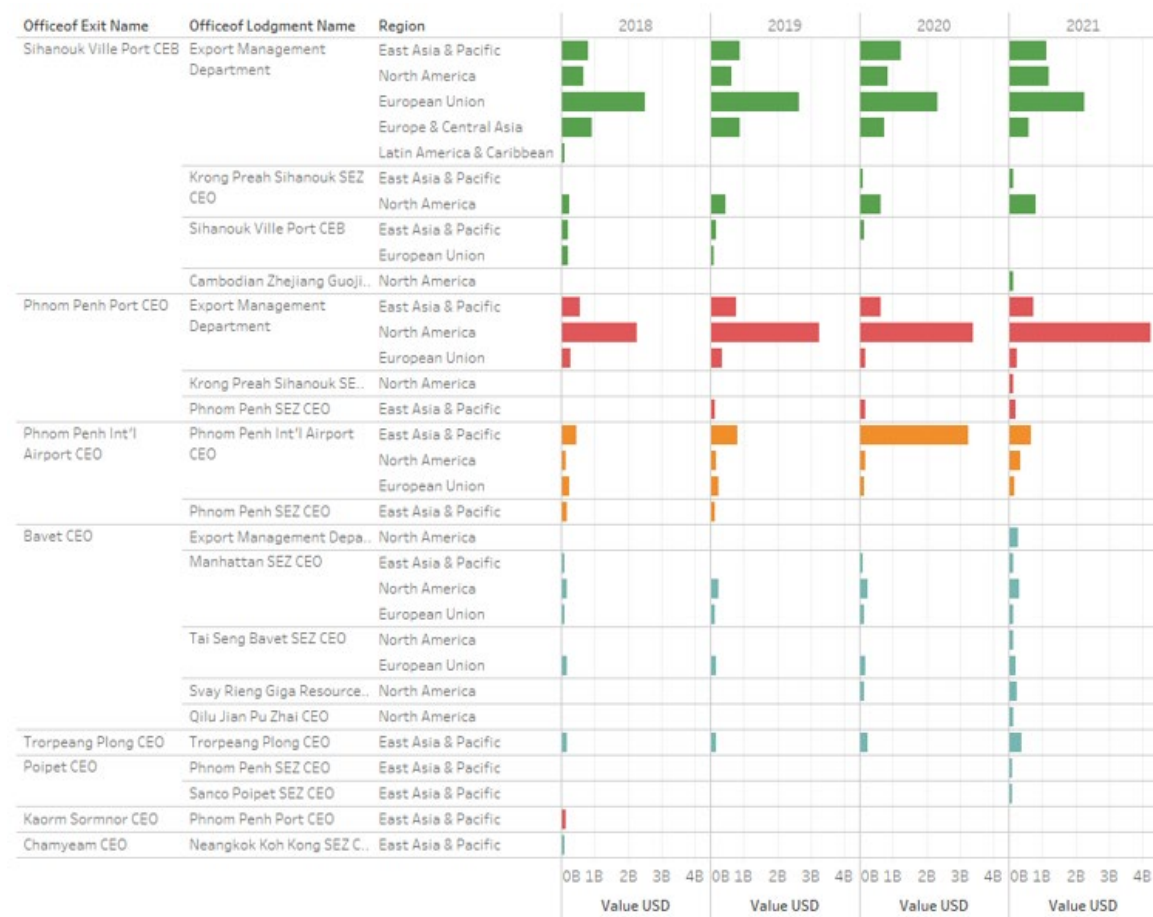 Officeof Exit Name Officeof Lodgment Name Region 2018 2019 2020 2021
Sihanouk Ville Port CEB Export Management East Asia & Pacific
Department North America
European Union
Europe & Central Asia
Latin America & Caribbean
Krong Preah Sihanouk SEZ East Asia & Pacific
CEO North America
Sihanouk Ville Port CEB East Asia & Pacific
European Union
Cambodian Zhejiang Guoji.. North America
Phnom Penh Port CEO Export Management East Asia & Pacific
Department North America
European Union
Krong Preah Sihanouk SE.. North America
Phnom Penh SEZ CEO East Asia & Pacific
Phnom Penh Int'l Phnom Penh Int'l Airport East Asia & Pacific
Airport CEO CEO North America
European Union
Phnom Penh SEZ CEO East Asia & Pacific
Bavet CEO Export Management Depa.. North America
Manhattan SEZ CEO East Asia & Pacific
North America
European Union
Tai Seng Bavet SEZ CEO North America
European Union
Svay Rieng Giga Resource.. North America
Qilu Jian Pu Zhai CEO North America
Trorpeang Plong CEO Trorpeang Plong CEO East Asia & Pacific
Poipet CEO Phnom Penh SEZ CEO East Asia & Pacific
Sanco Poipet SEZ CEO East Asia & Pacific
Kaorm Sormnor CEO Phnom Penh Port CEO East Asia & Pacific
Chamyeam CEO Neangkok Koh Kong SEZ C.. East Asia & Pacific
0B 1B 2B 3B 4B 0B 1B 2B 3B 4B 0B 1B 2B 3B 4B 0B 1B 2B 3B 4B
Value USD Value USD Value USD Value USD